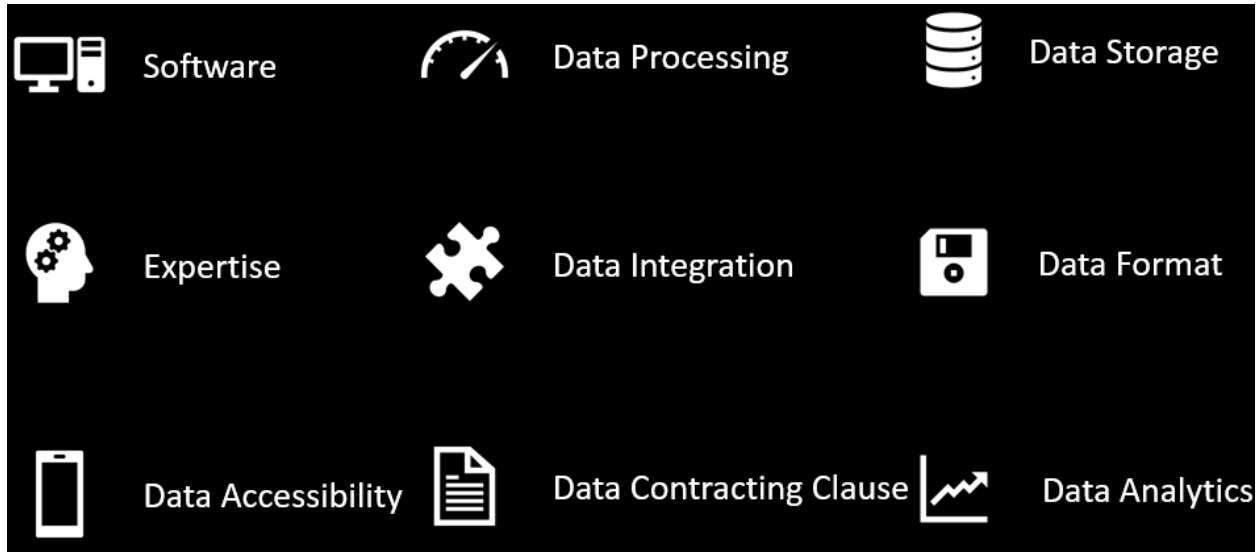 Software
Data Processing
Data Storage
Expertise
Data Integration
Data Format
Data Accessibility
Data Contracting Clause
Data Analytics